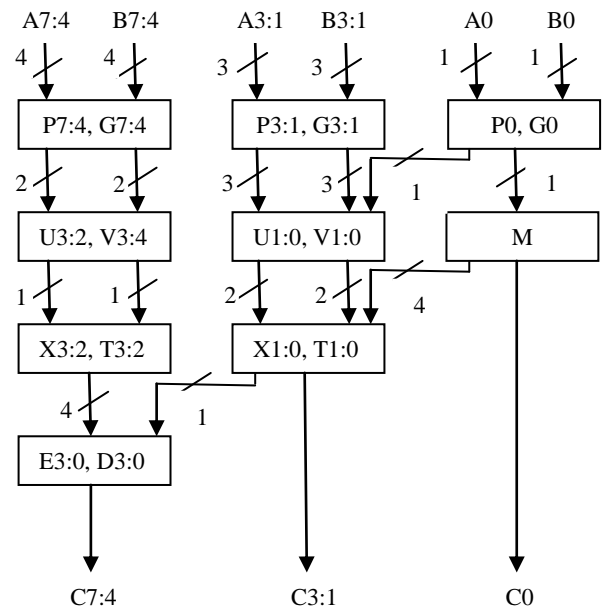 A7:4 B7:4 A3:1 B3:1 A0 B0
4 4 3 3 1 1
P7:4, G7:4 P3:1, G3:1 P0, G0
2 2 3 3 1 1
U3:2, V3:4 U1:0, V1:0 M
1 1 2 2 4
X3:2, T3:2 X1:0, T1:0
4 1
E3:0, D3:0
C7:4 C3:1 C0